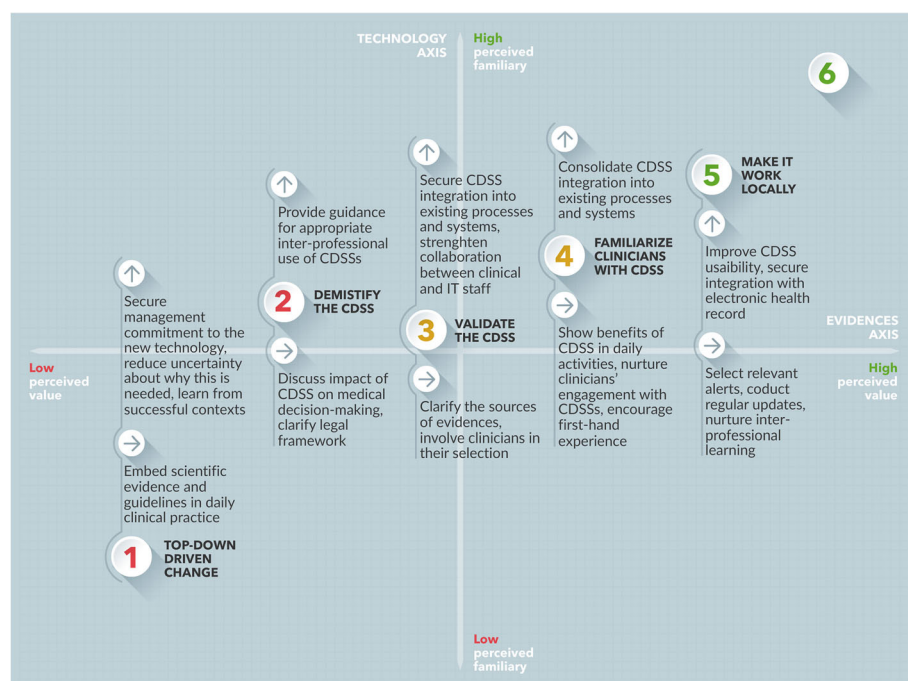 TECHNOLOGY
AXIS
High
perceived
familiary
6
Secure
management
commitment to the
new technology,
reduce uncertainty
about why this is
needed, learn from
successful contexts
Embed scientific
evidence and
guidelines in daily
clinical practice
1
TOP-DOWN
DRIVEN
CHANGE
Provide guidance
for appropriate
inter-professional
use of CDSSs
2
DEMISTIFY
THE CDSS
Discuss impact of
CDSS on medical
decision-making,
clarify legal
framework
Secure CDSS
integration into
existing processes
and systems,
strenghten
collaboration
between clinical
and IT staff
3
VALIDATE
THE CDSS
Clarify the sources
of evidences,
involve clinicians in
their selection
Consolidate CDSS
integration into
existing processes
and systems
4
FAMILIARIZE
CLINICIANS
WITH CDSS
Show benefits of
CDSS in daily
activities, nurture
clinicians'
engagement with
CDSSs, encourage
first-hand
experience
5
MAKE IT
WORK
LOCALLY
Improve CDSS
usaibility, secure
integration with
electronic health
record
Select relevant
alerts, coduct
regular updates,
nurture inter-
professional
learning
EVIDENCES
AXIS
Low
perceived
value
High
perceived
value
Low
perceived
familiary